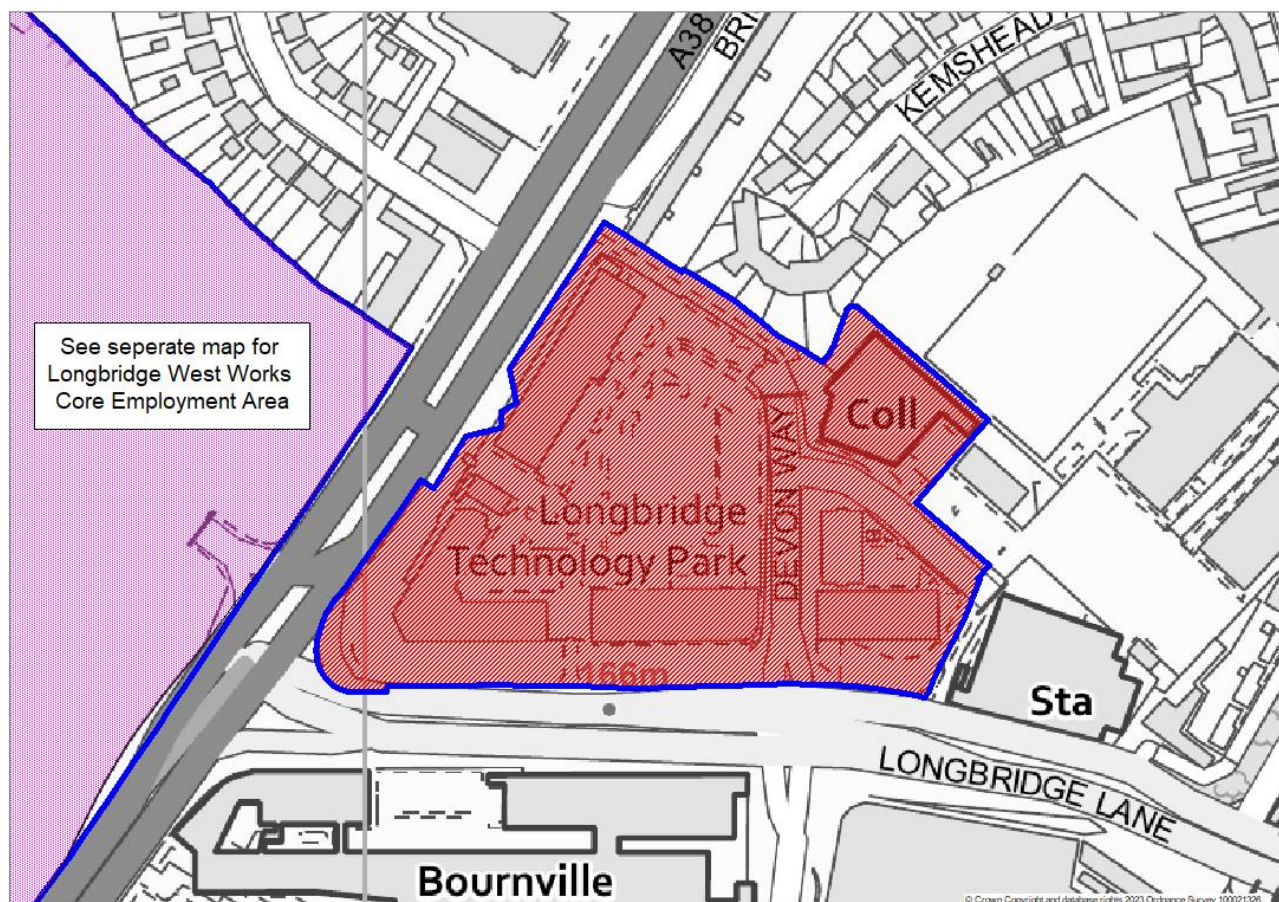 A38
BRI
KEMSHEAD
See seperate map for
Longbridge West Works
Core Employment Area
Coll
Longbridge
Technology Park
DEVON WAY
166m
Sta
LONGBRIDGE LANE
Bournville
© Crown Copyright and database rights 2023 Ordnance Survey 100021326